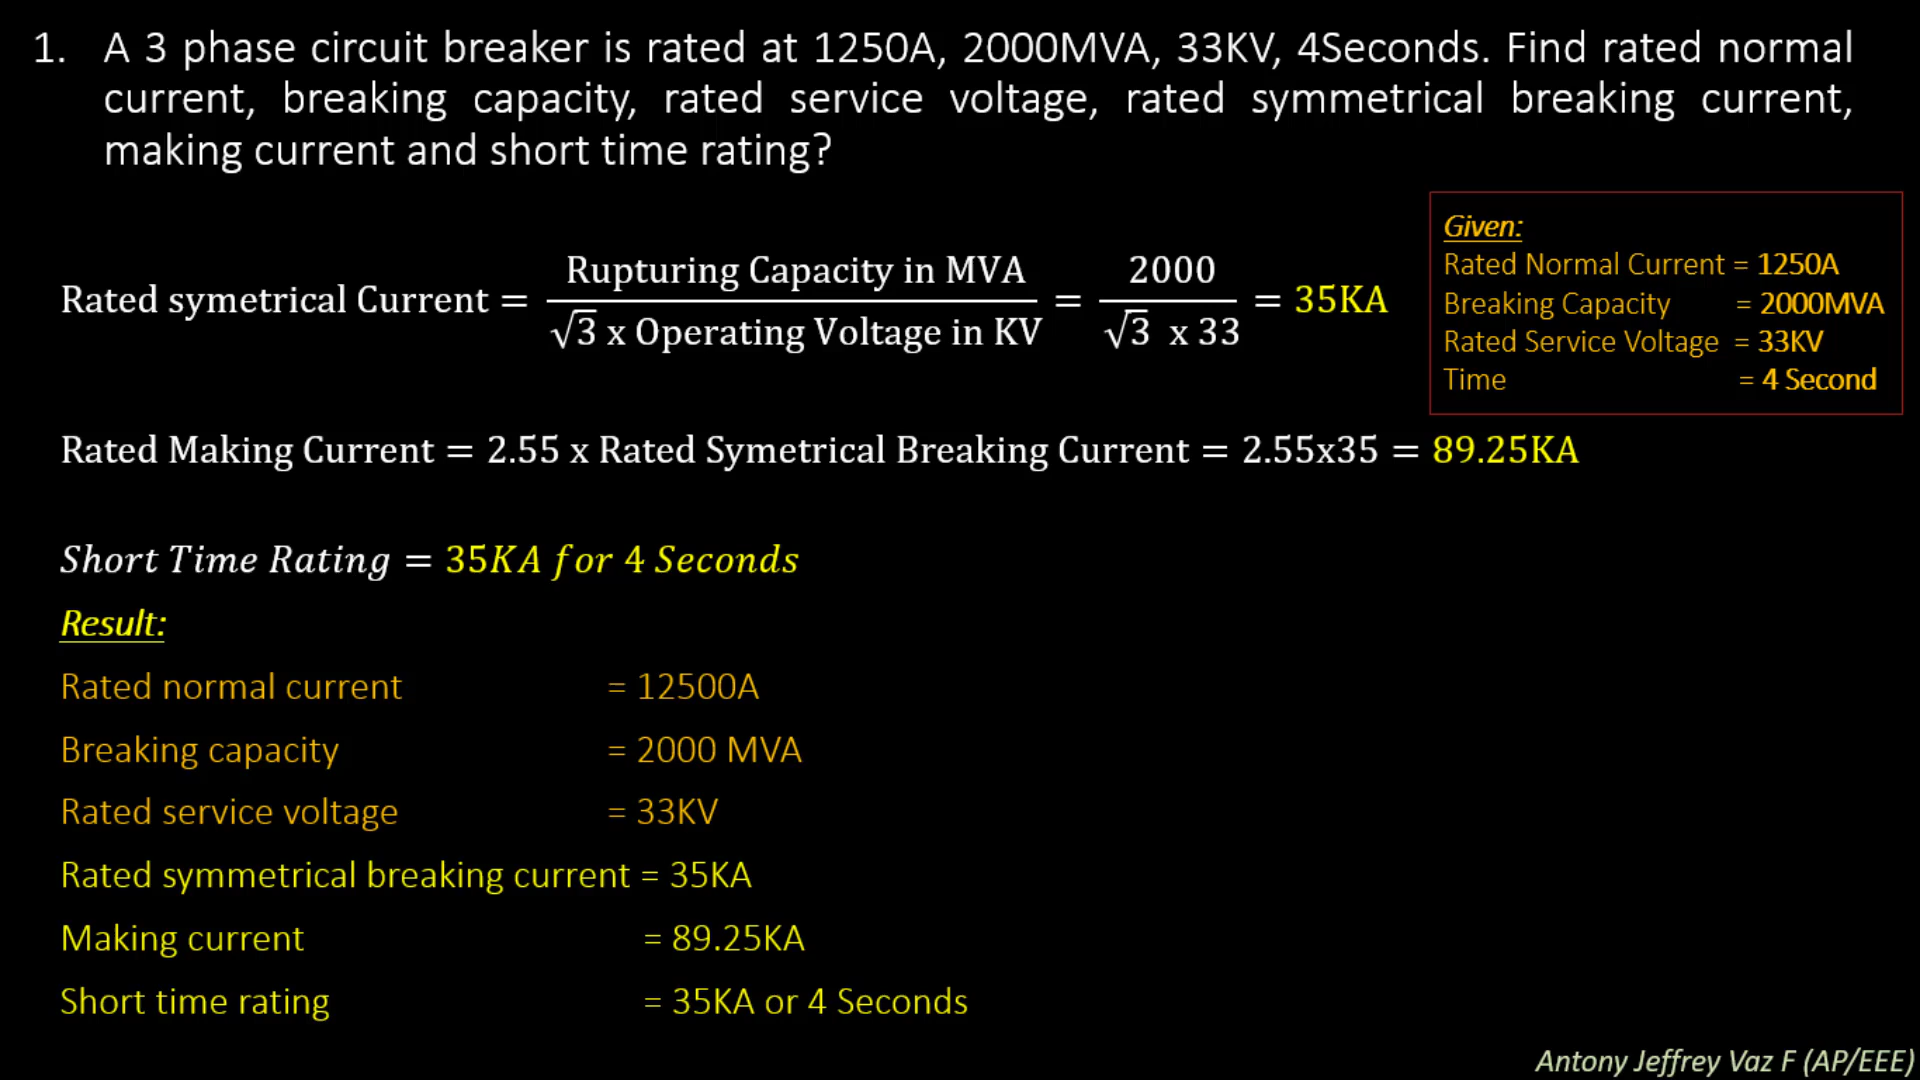 1. A 3 phase circuit breaker is rated at 1250A, 2000MVA, 33KV, 4Seconds. Find rated normal
current, breaking capacity, rated service voltage, rated symmetrical breaking current,
making current and short time rating?
Given:
Rated Normal Current = 1250A
Breaking Capacity = 2000MVA
Rated Service Voltage = 33KV
Time = 4 Second
Rated symetrical Current = Rupturing Capacity in MVA / √3 x Operating Voltage in KV = 2000 / √3 x 33 = 35KA
Rated Making Current = 2.55 x Rated Symetrical Breaking Current = 2.55x35 = 89.25KA
Short Time Rating = 35KA for 4 Seconds
Result:
Rated normal current = 12500A
Breaking capacity = 2000 MVA
Rated service voltage = 33KV
Rated symmetrical breaking current = 35KA
Making current = 89.25KA
Short time rating = 35KA or 4 Seconds
Antony Jeffrey Vaz F (AP/EEE)